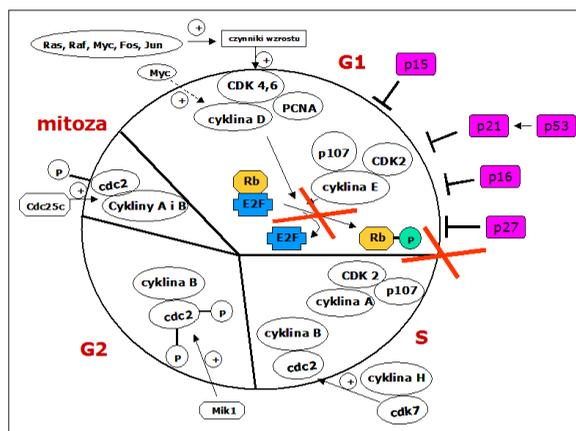 Ras, Raf, Myc, Fos, Jun
+
czynniki wzrostu
+
G1
p15
Myc
+
CDK 4,6
PCNA
cyklina D
p21
p53
mitoza
p107
CDK2
cyklina E
p16
P
cdc2
Rb
E2F
Cdc25c
+
Cykliny A i B
E2F
Rb
P
p27
CDK 2
p107
cyklina A
cyklina B
cdc2
P
P
G2
+
Mik1
cyklina B
cdc2
S
+
cyklina H
cdk7